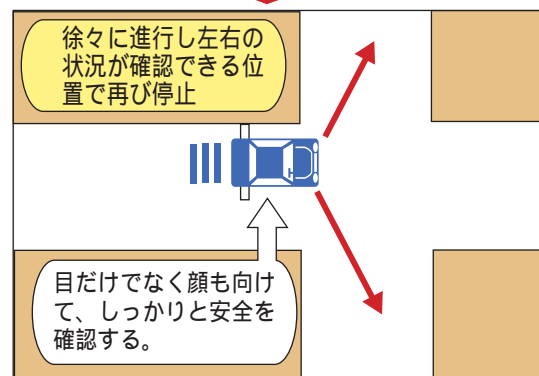 徐々に進行し左右の
状況が確認できる位
置で再び停止
目だけでなく顔も向け
て、しっかりと安全を
確認する。